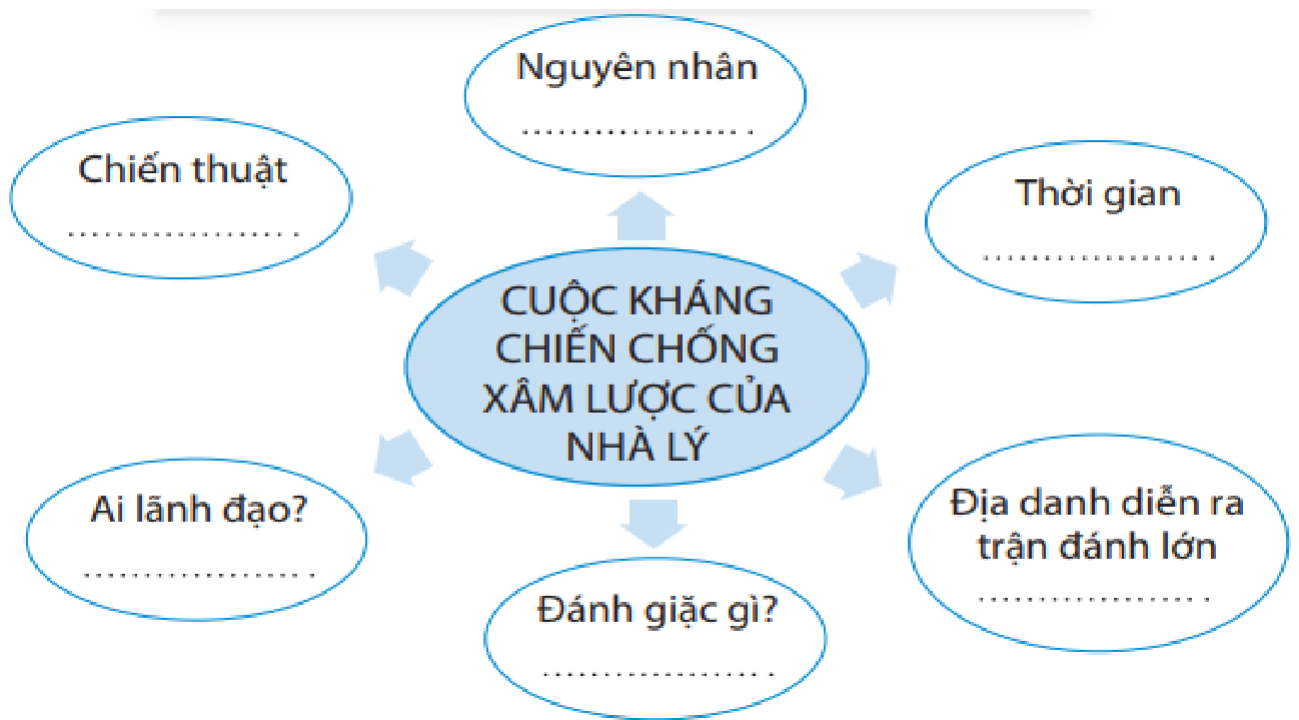 Nguyên nhân
..................
Chiến thuật
..................
Thời gian
..................
CUỘC KHÁNG
CHIẾN CHỐNG
XÂM LƯỢC CỦA
NHÀ LÝ
Ai lãnh đạo?
..................
Địa danh diễn ra
trận đánh lớn
..................
Đánh giặc gì?
..................